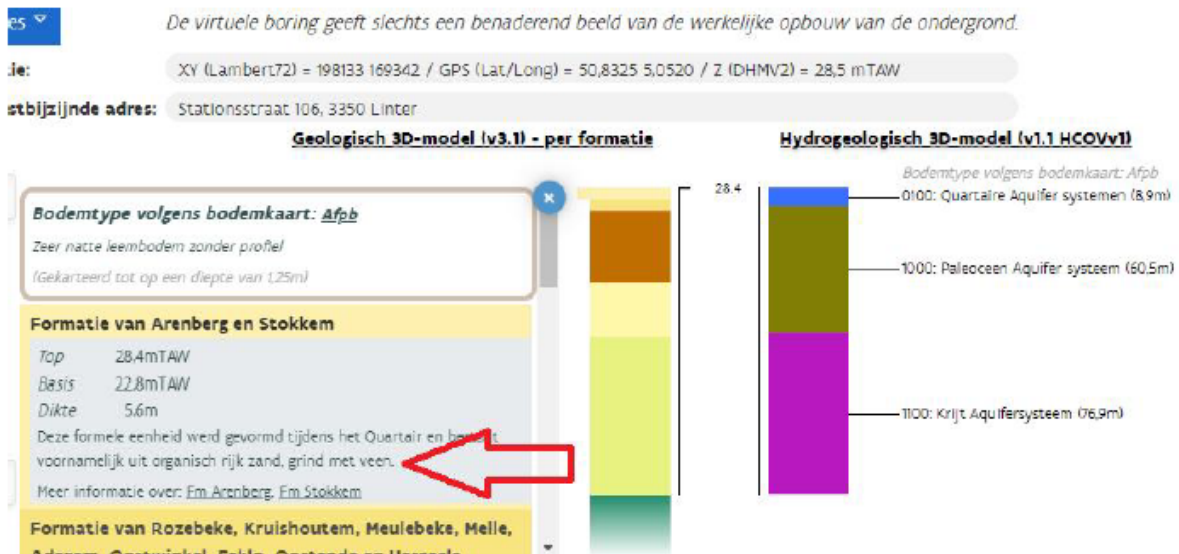 es
De virtuele boring geeft slechts een benaderend beeld van de werkelijke opbouw van de ondergrond.
ie:
XY (Lambert72) = 198133 169342 / GPS (Lat/Long) = 50,8325 5,0520 / Z (DHMV2) = 28,5 mTAW
stbijzijnde adres:
Stationsstraat 106, 3350 Linter
Geologisch 3D-model (v3.1) - per formatie
Hydrogeologisch 3D-model (v1.1 HCOVv1)
Bodemtype volgens bodemkaart: Afpb
Bodemtype volgens bodemkaart: Afpb
Zeer natte leembodem zonder profiel
(Gekarteerd tot op een diepte van 1,25m)
28.4
0100: Quartaire Aquifer systemen (8,9m)
1000: Paleoceen Aquifer systeem (60,5m)
1100: Krijt Aquifersysteem (76,9m)
Formatie van Arenberg en Stokkem
Top 28.4mTAW
Basis 22.8mTAW
Dikte 5.6m
Deze formele eenheid werd gevormd tijdens het Quartair en
voornamelijk uit organisch rijk zand, grind met veen.
Meer informatie over: Fm Arenberg, Fm Stokkem
Formatie van Rozebeke, Kruishoutem, Meulebeke, Melle,